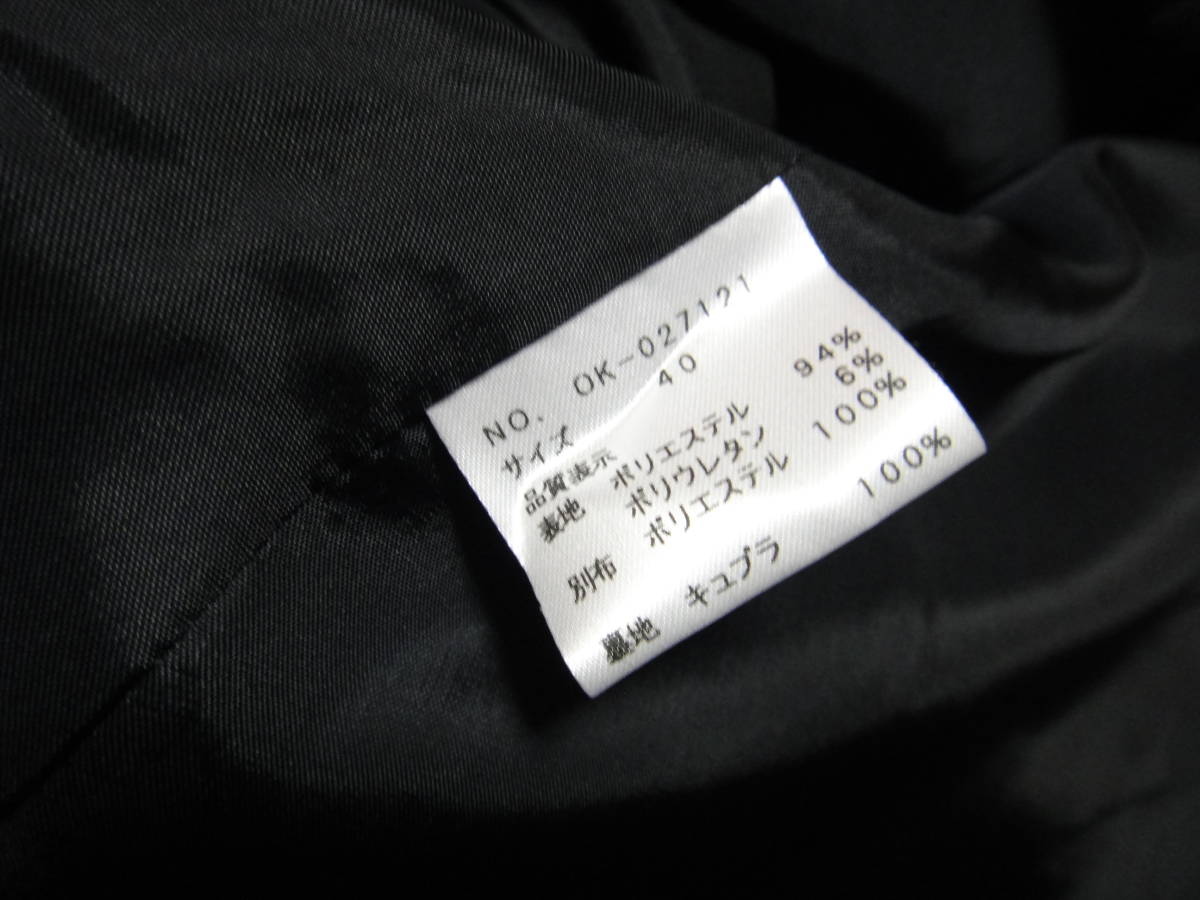 NO. OK-027121
サイズ 40
品質表示
表地 ポリエステル 94%
ポリウレタン 6%
別布 ポリエステル 100%
裏地 キュプラ 100%